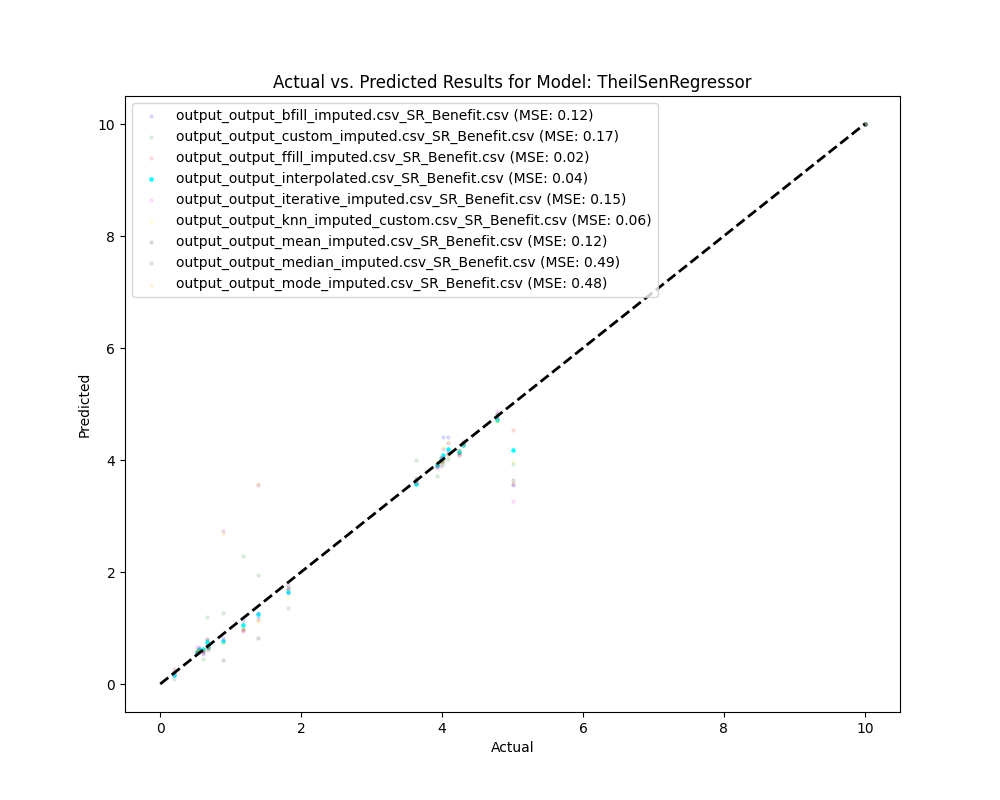 Actual vs. Predicted Results for Model: TheilSenRegressor
output_output_bfill_imputed.csv_SR_Benefit.csv (MSE: 0.12)
output_output_custom_imputed.csv_SR_Benefit.csv (MSE: 0.17)
output_output_ffill_imputed.csv_SR_Benefit.csv (MSE: 0.02)
output_output_interpolated.csv_SR_Benefit.csv (MSE: 0.04)
output_output_iterative_imputed.csv_SR_Benefit.csv (MSE: 0.15)
output_output_knn_imputed_custom.csv_SR_Benefit.csv (MSE: 0.06)
output_output_mean_imputed.csv_SR_Benefit.csv (MSE: 0.12)
output_output_median_imputed.csv_SR_Benefit.csv (MSE: 0.49)
output_output_mode_imputed.csv_SR_Benefit.csv (MSE: 0.48)
10
8
6
4
2
0
Predicted
0 2 4 6 8 10
Actual